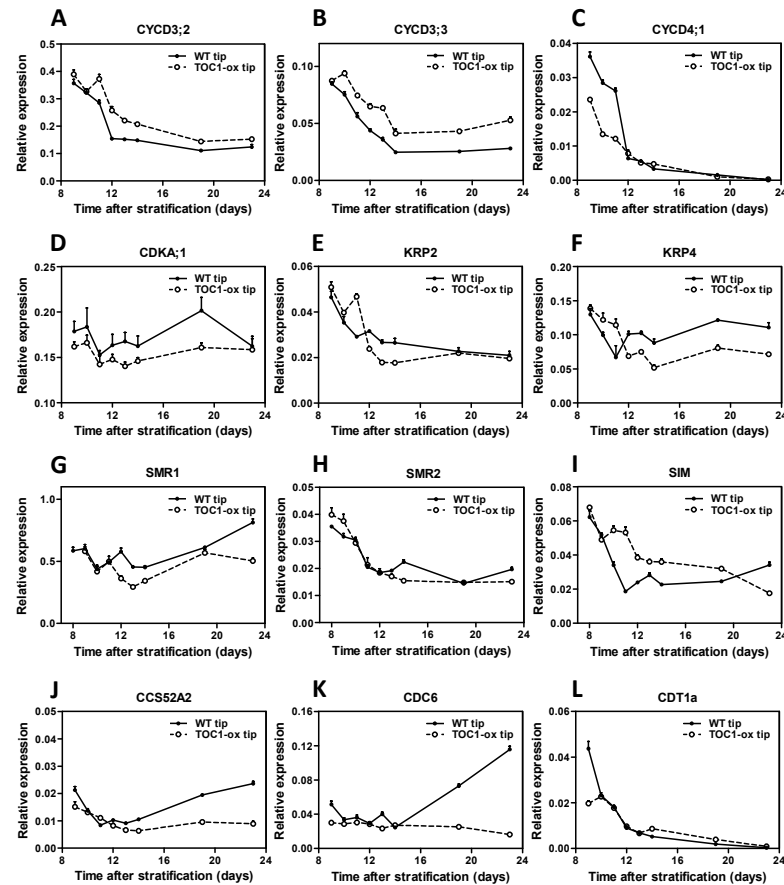 A
CYCD3;2
WT tip
TOC1-ox tip
Relative expression
0.5
0.4
0.3
0.2
0.1
0.0
8 12 16 20 24
Time after stratification (days)
B
CYCD3;3
WT tip
TOC1-ox tip
Relative expression
0.10
0.05
0.00
8 12 16 20 24
Time after stratification (days)
C
CYCD4;1
WT tip
TOC1-ox tip
Relative expression
0.04
0.03
0.02
0.01
0.00
8 12 16 20 24
Time after stratification (days)
D
CDKA;1
WT tip
TOC1-ox tip
Relative expression
0.25
0.20
0.15
0.10
8 12 16 20 24
Time after stratification (days)
E
KRP2
WT tip
TOC1-ox tip
Relative expression
0.06
0.04
0.02
0.00
8 12 16 20 24
Time after stratification (days)
F
KRP4
WT tip
TOC1-ox tip
Relative expression
0.20
0.15
0.10
0.05
0.00
8 12 16 20 24
Time after stratification (days)
G
SMR1
WT tip
TOC1-ox tip
Relative expression
1.0
0.5
0.0
8 12 16 20 24
Time after stratification (days)
H
SMR2
WT tip
TOC1-ox tip
Relative expression
0.05
0.04
0.03
0.02
0.01
0.00
8 12 16 20 24
Time after stratification (days)
I
SIM
WT tip
TOC1-ox tip
Relative expression
0.08
0.06
0.04
0.02
0.00
8 12 16 20 24
Time after stratification (days)
J
CCS52A2
WT tip
TOC1-ox tip
Relative expression
0.05
0.04
0.03
0.02
0.01
0.00
8 12 16 20 24
Time after stratification (days)
K
CDC6
WT tip
TOC1-ox tip
Relative expression
0.16
0.12
0.08
0.04
0.00
8 12 16 20 24
Time after stratification (days)
L
CDT1a
WT tip
TOC1-ox tip
Relative expression
0.06
0.04
0.02
0.00
8 12 16 20 24
Time after stratification (days)